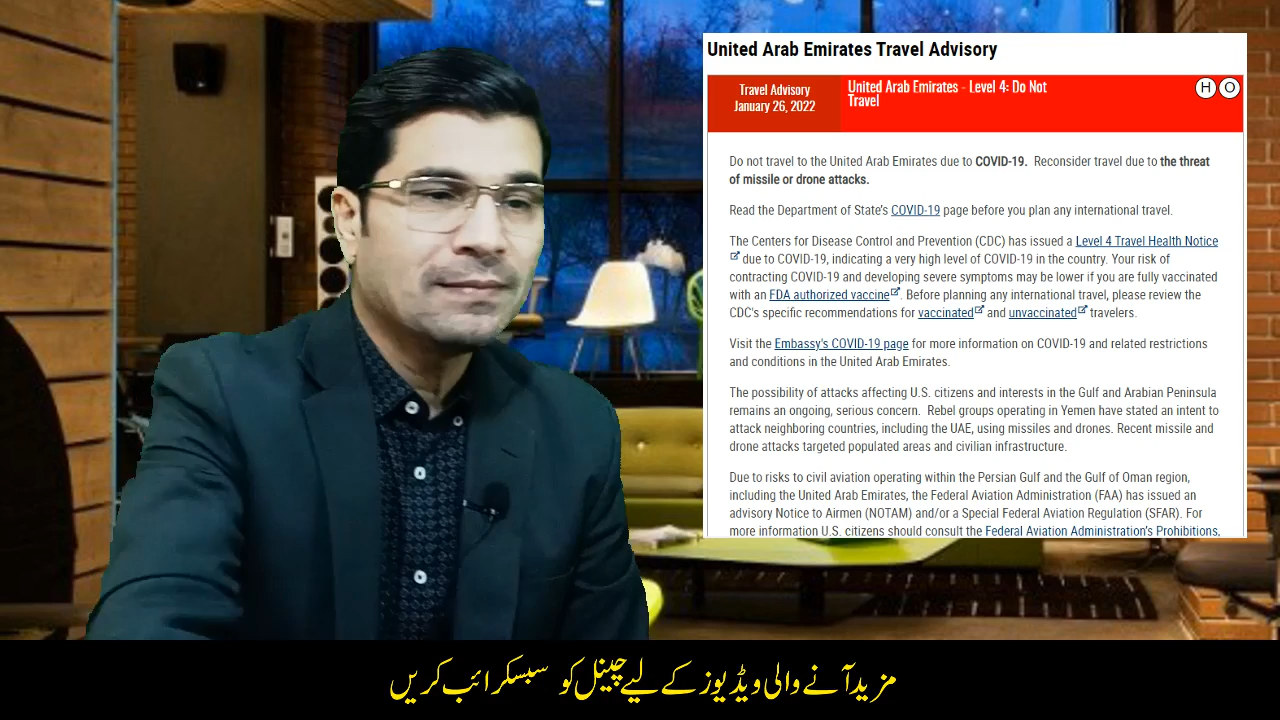 United Arab Emirates Travel Advisory
Travel Advisory
January 26, 2022
United Arab Emirates - Level 4: Do Not
Travel
H O
Do not travel to the United Arab Emirates due to COVID-19. Reconsider travel due to the threat
of missile or drone attacks.
Read the Department of State's COVID-19 page before you plan any international travel.
The Centers for Disease Control and Prevention (CDC) has issued a Level 4 Travel Health Notice
due to COVID-19, indicating a very high level of COVID-19 in the country. Your risk of
contracting COVID-19 and developing severe symptoms may be lower if you are fully vaccinated
with an FDA authorized vaccine. Before planning any international travel, please review the
CDC's specific recommendations for vaccinated and unvaccinated travelers.
Visit the Embassy's COVID-19 page for more information on COVID-19 and related restrictions
and conditions in the United Arab Emirates.
The possibility of attacks affecting U.S. citizens and interests in the Gulf and Arabian Peninsula
remains an ongoing, serious concern. Rebel groups operating in Yemen have stated an intent to
attack neighboring countries, including the UAE, using missiles and drones. Recent missile and
drone attacks targeted populated areas and civilian infrastructure.
Due to risks to civil aviation operating within the Persian Gulf and the Gulf of Oman region,
including the United Arab Emirates, the Federal Aviation Administration (FAA) has issued an
advisory Notice to Airmen (NOTAM) and/or a Special Federal Aviation Regulation (SFAR). For
more information U.S. citizens should consult the Federal Aviation Administration's Prohibitions,
مزید آنے والی ویڈیوز کے لیے چینل کو سبسکرائب کریں